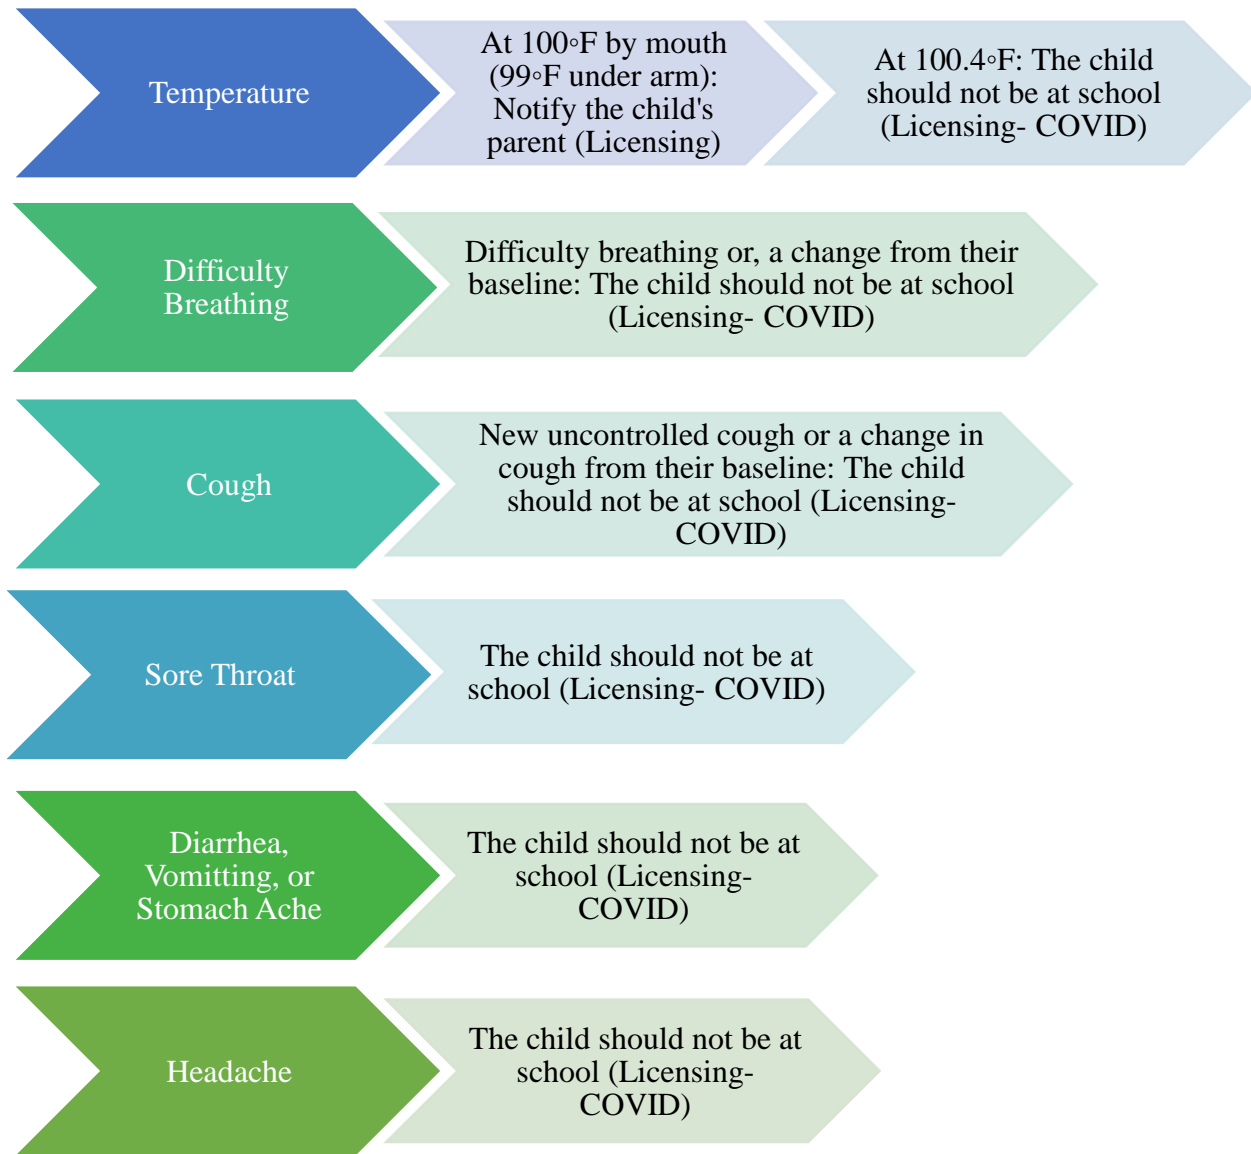 Temperature
At 100◦F by mouth
(99◦F under arm):
Notify the child's
parent (Licensing)
At 100.4◦F: The child
should not be at school
(Licensing- COVID)
Difficulty
Breathing
Difficulty breathing or, a change from their
baseline: The child should not be at school
(Licensing- COVID)
Cough
New uncontrolled cough or a change in
cough from their baseline: The child
should not be at school (Licensing-
COVID)
Sore Throat
The child should not be at
school (Licensing- COVID)
Diarrhea,
Vomitting, or
Stomach Ache
The child should not be at
school (Licensing-
COVID)
Headache
The child should not be at
school (Licensing-
COVID)